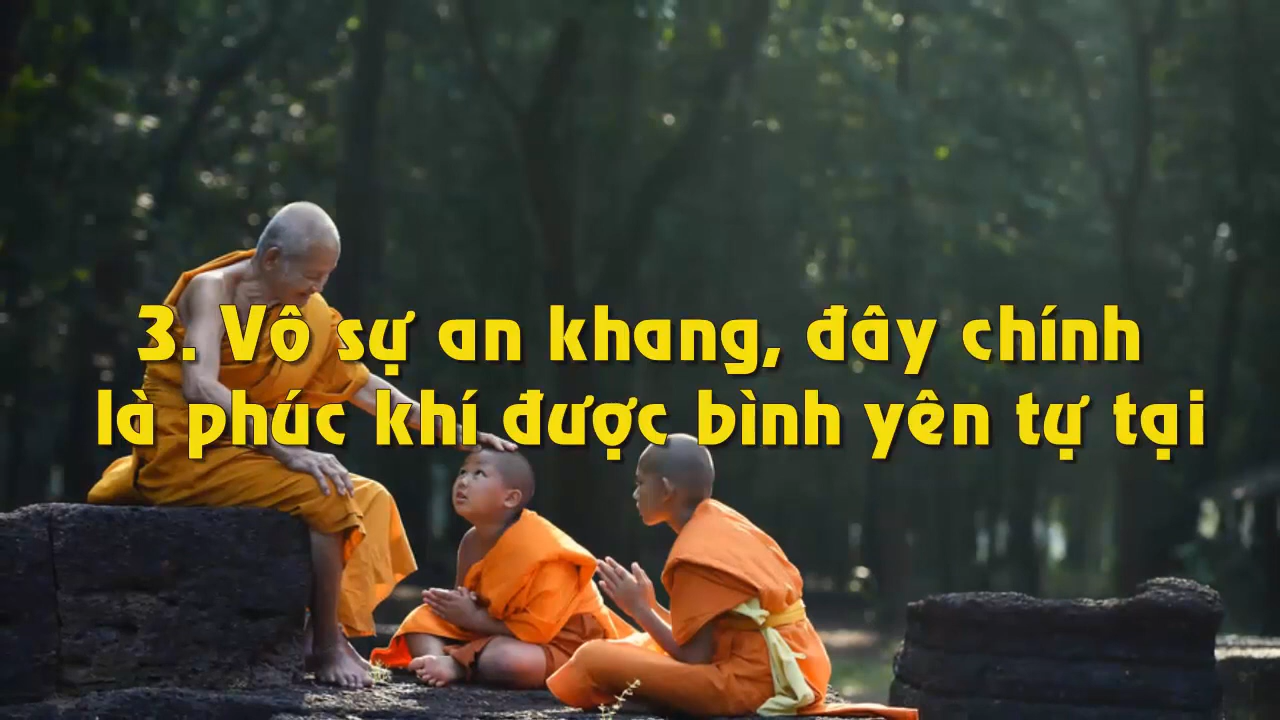 3. Vô sự an khang, đây chính
là phúc khí được bình yên tự tại